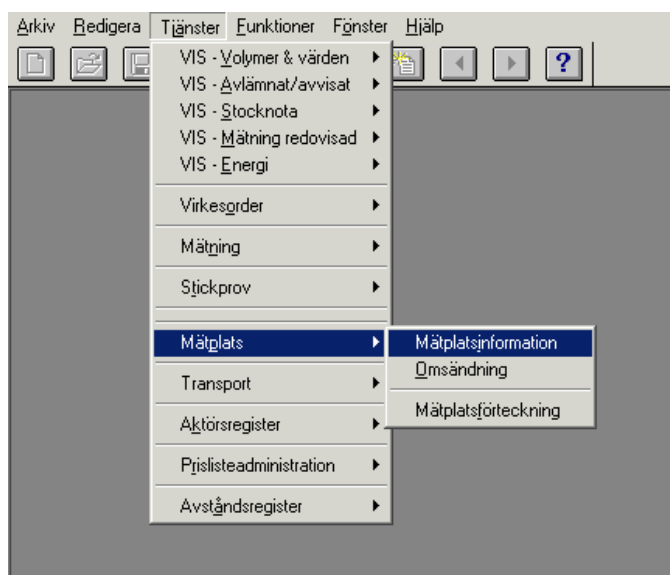 Arkiv Redigera Tjänster Funktioner Fönster Hjälp
VIS - Volymer & värden
VIS - Avlämnat/avvisat
VIS - Stocknota
VIS - Mätning redovisad
VIS - Energi
Virkesorder
Mätning
Stickprov
Mätplats Mätplatsinformation
Omsändning
Transport
Mätplatsförteckning
Aktörsregister
Prislisteadministration
Avståndsregister